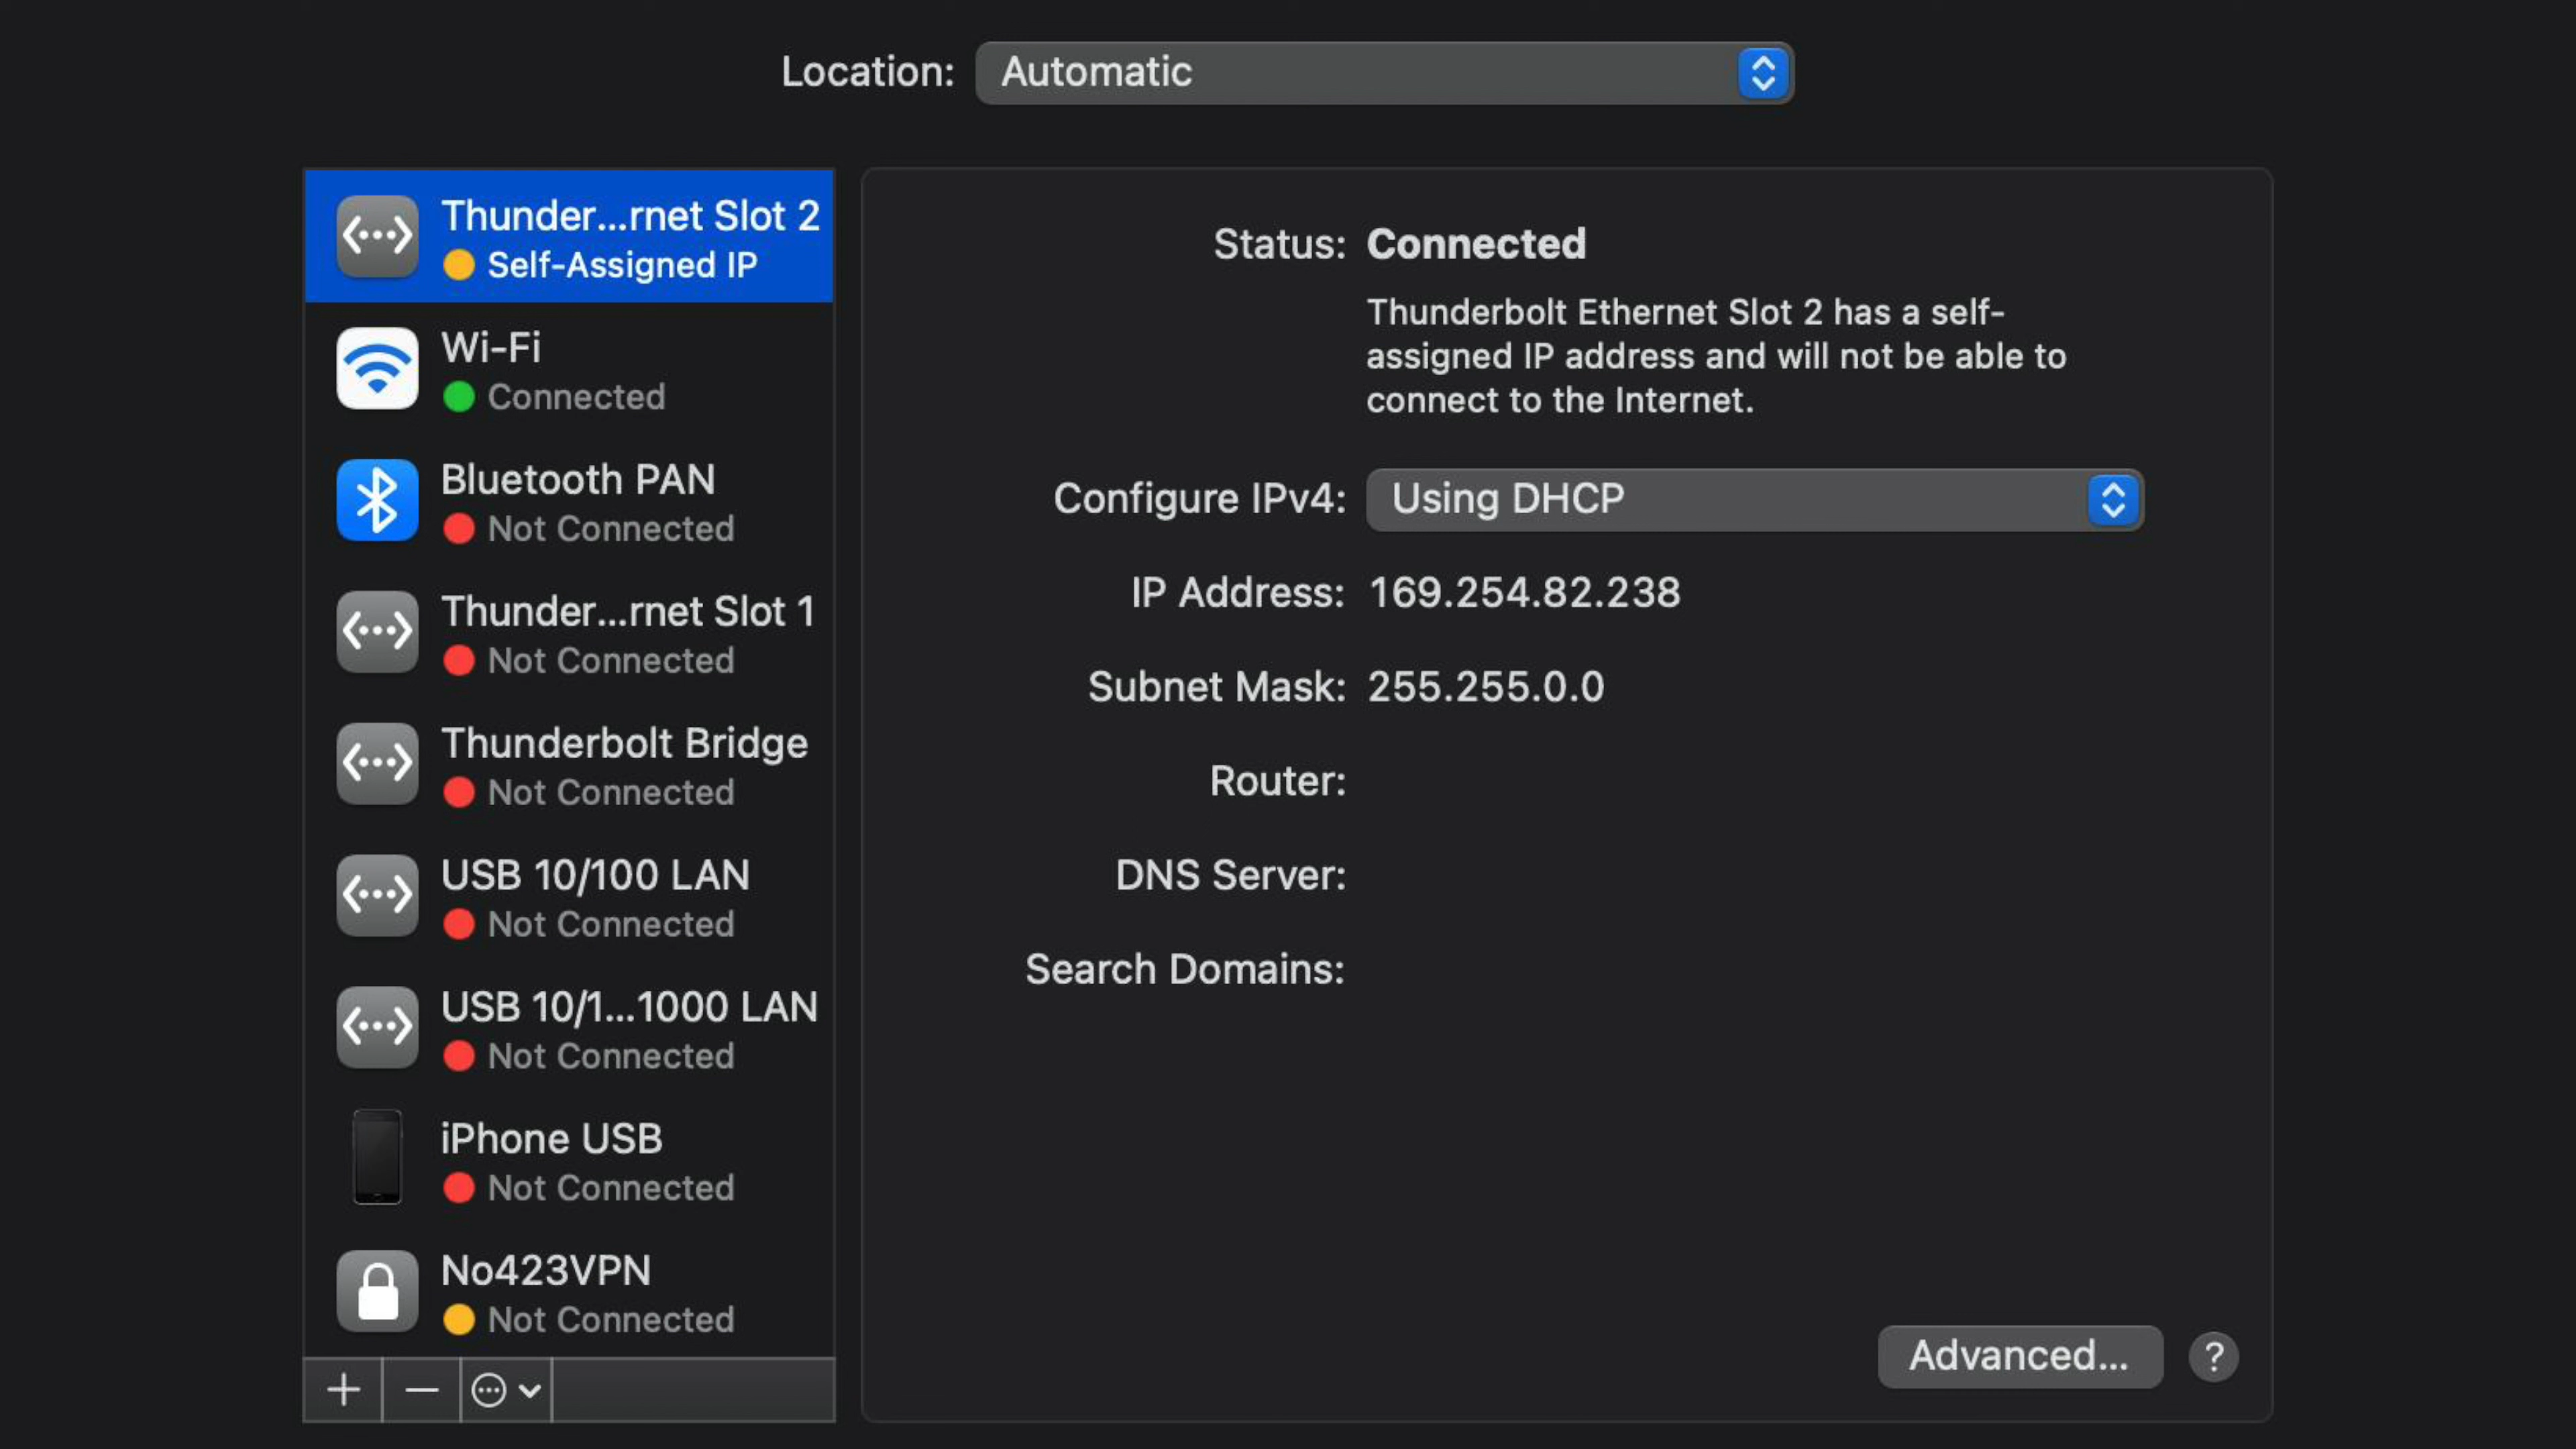 Location: Automatic
Thunder...rnet Slot 2
Self-Assigned IP
Wi-Fi
Connected
Bluetooth PAN
Not Connected
Thunder...rnet Slot 1
Not Connected
Thunderbolt Bridge
Not Connected
USB 10/100 LAN
Not Connected
USB 10/1...1000 LAN
Not Connected
iPhone USB
Not Connected
No423VPN
Not Connected
Status: Connected
Thunderbolt Ethernet Slot 2 has a self-
assigned IP address and will not be able to
connect to the Internet.
Configure IPv4: Using DHCP
IP Address: 169.254.82.238
Subnet Mask: 255.255.0.0
Router:
DNS Server:
Search Domains:
Advanced... ?